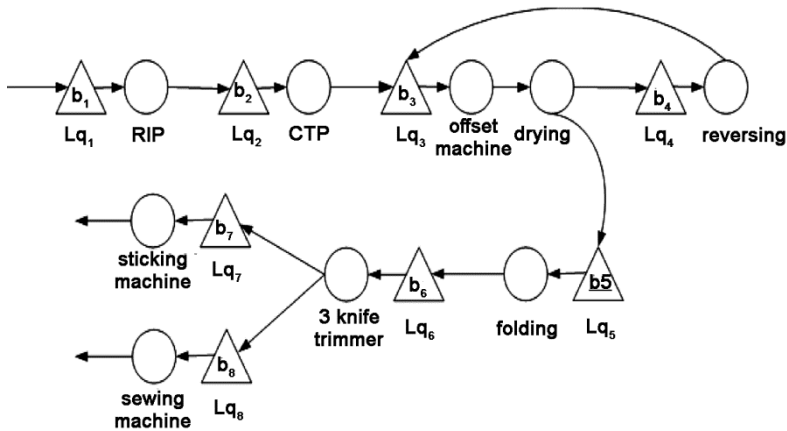 b₁
b₂
b₃
b₄
Lq₁
RIP
Lq₂
CTP
Lq₃
offset
machine
drying
Lq₄
reversing
b₇
sticking
machine
Lq₇
b₆
b5
3 knife
trimmer
Lq₆
folding
Lq₅
b₈
sewing
machine
Lq₈